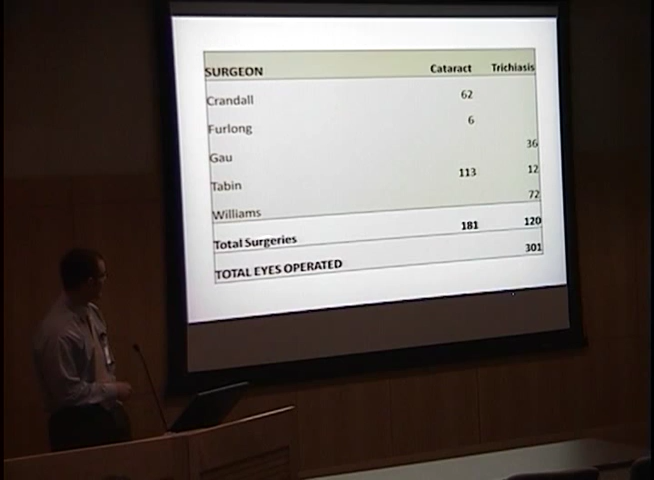 SURGEON Cataract Trichiasis
Crandall 62
Furlong 6
Gau 36
Tabin 113 12
Williams 72
Total Surgeries 181 120
TOTAL EYES OPERATED 301